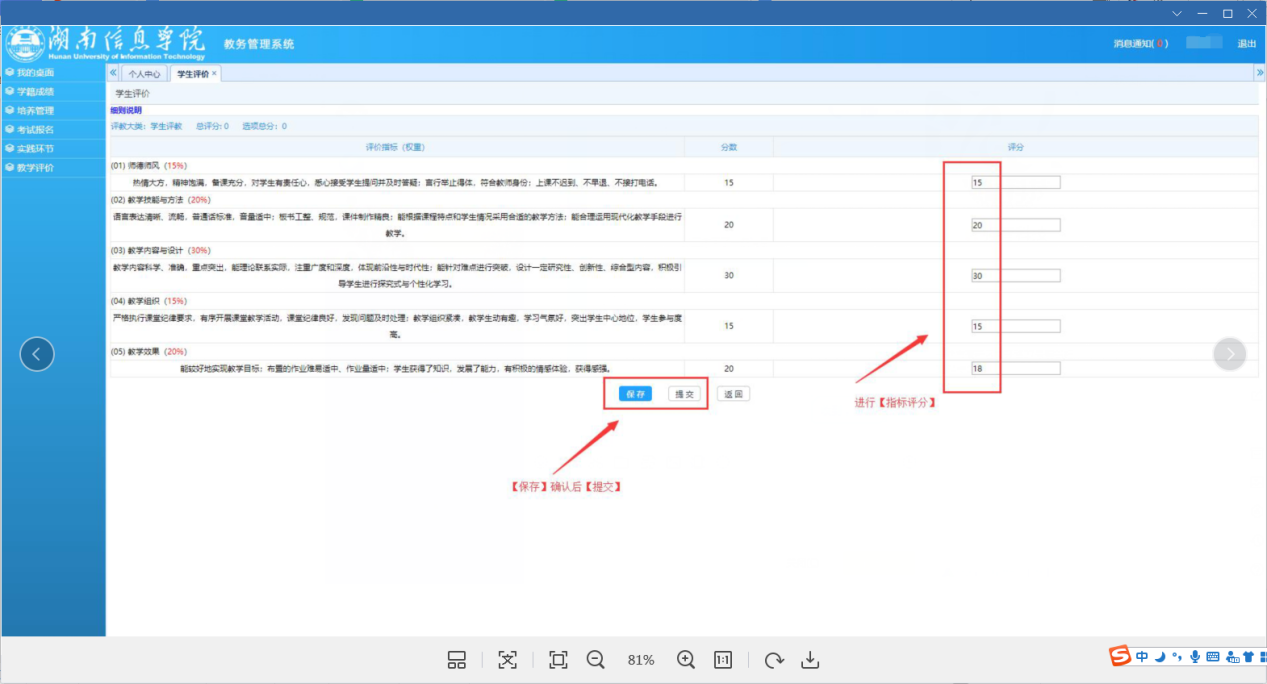 湖南信息学院 教务管理系统
Hunan University of Information Technology
消息通知(0) 退出
我的桌面
学籍成绩
培养管理
考试报名
实践环节
教学评价
个人中心 学生评价 ×
学生评价
细则说明
评教大类：学生评教 总评分：0 选项总分：0
评价指标（权重） 分数 评分
(01) 师德师风（15%）
热情大方，精神饱满，备课充分，对学生有责任心，悉心接受学生提问并及时答疑；言行举止得体，符合教师身份；上课不迟到、不早退、不接打电话。 15 15
(02) 教学技能与方法（20%）
语言表达清晰、流畅，普通话标准，音量适中；板书工整、规范，课件制作精良；能根据课程特点和学生情况采用合适的教学方法；能合理运用现代化教学手段进行
教学。 20 20
(03) 教学内容与设计（30%）
教学内容科学、准确，重点突出，能理论联系实际，注重广度和深度，体现前沿性与时代性；能针对难点进行突破，设计一定研究性、创新性、综合型内容，积极引
导学生进行探究式与个性化学习。 30 30
(04) 教学组织（15%）
严格执行课堂纪律要求，有序开展课堂教学活动，课堂纪律良好，发现问题及时处理；教学组织紧凑，教学生动有趣，学习气氛好，突出学生中心地位，学生参与度
高。 15 15
(05) 教学效果（20%）
能较好地实现教学目标；布置的作业难易适中、作业量适中；学生获得了知识，发展了能力，有积极的情感体验，获得感强。 20 18
保存 提交 返回
进行【指标评分】
【保存】确认后【提交】
81% 1:1
中